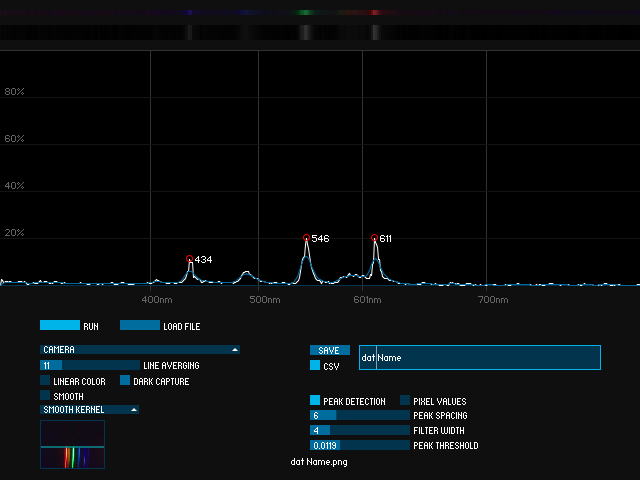 80%
60%
40%
20%
434
546
611
400nm
500nm
601nm
700nm
RUN
LOAD FILE
CAMERA
SAVE
dat Name
11 LINE AVERGING
CSV
LINEAR COLOR
DARK CAPTURE
SMOOTH
PEAK DETECTION
PIXEL VALUES
SMOOTH KERNEL
6 PEAK SPACING
4 FILTER WIDTH
0.0119 PEAK THRESHOLD
dat Name.png